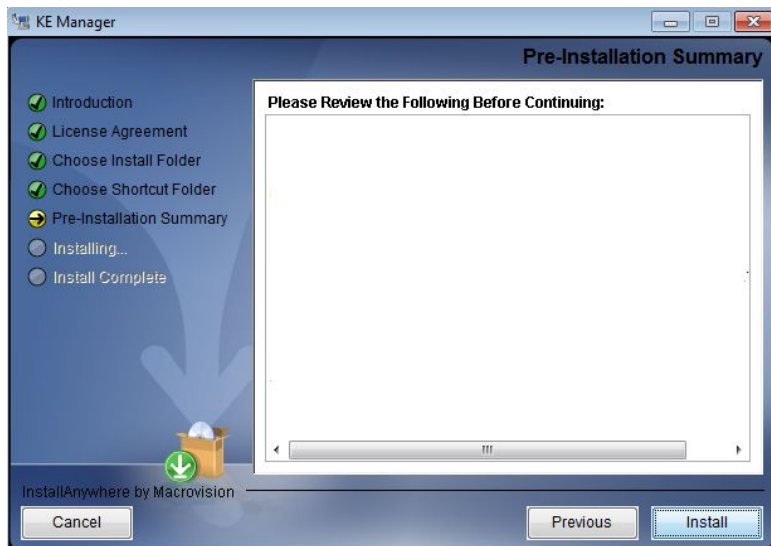 KE Manager
Pre-Installation Summary
Introduction
License Agreement
Choose Install Folder
Choose Shortcut Folder
Pre-Installation Summary
Installing...
Install Complete
Please Review the Following Before Continuing:
InstallAnywhere by Macrovision
Cancel
Previous
Install